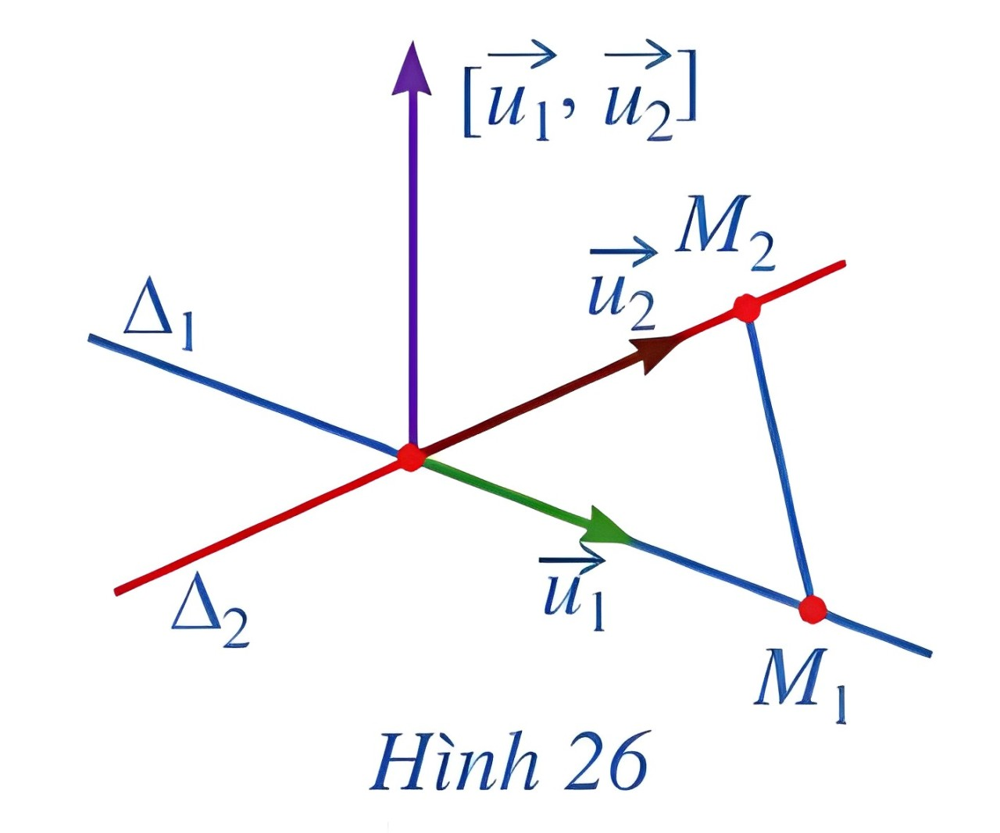 [u₁⃗, u₂⃗]
M₂
u₂⃗
Δ₁
u₁⃗
Δ₂
M₁
Hình 26